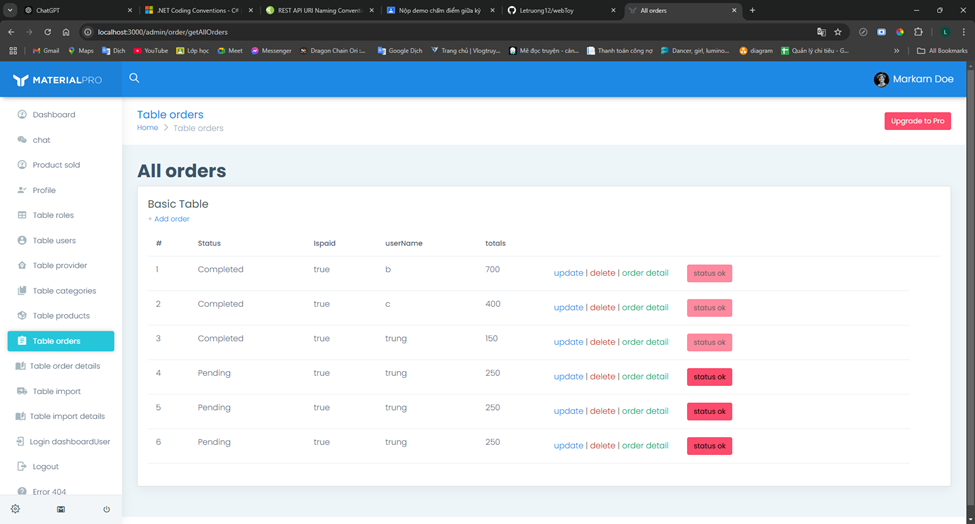 ChatGPT
.NET Coding Conventions - C#
REST API URI Naming Conventi
Nộp demo chấm điểm giữa kỳ
Letruong12/webToy
All orders
localhost:3000/admin/order/getAllOrders
Gmail
Maps
Dịch
YouTube
Lớp học
Meet
Messenger
Dragon Chain Ori :...
Google Dịch
Trang chủ | Vlogtruy...
Mê đọc truyện - cản...
Thanh toán công nợ
Dancer, girl, lumino...
diagram
Quản lý chi tiêu - G...
All Bookmarks
MATERIALPRO
Markarn Doe
Dashboard
chat
Product sold
Profile
Table roles
Table users
Table provider
Table categories
Table products
Table orders
Table order details
Table import
Table import details
Login dashboardUser
Logout
Error 404
Table orders
Home > Table orders
Upgrade to Pro
All orders
Basic Table
+ Add order
# Status Ispaid userName totals
1 Completed true b 700 update | delete | order detail status ok
2 Completed true c 400 update | delete | order detail status ok
3 Completed true trung 150 update | delete | order detail status ok
4 Pending true trung 250 update | delete | order detail status ok
5 Pending true trung 250 update | delete | order detail status ok
6 Pending true trung 250 update | delete | order detail status ok